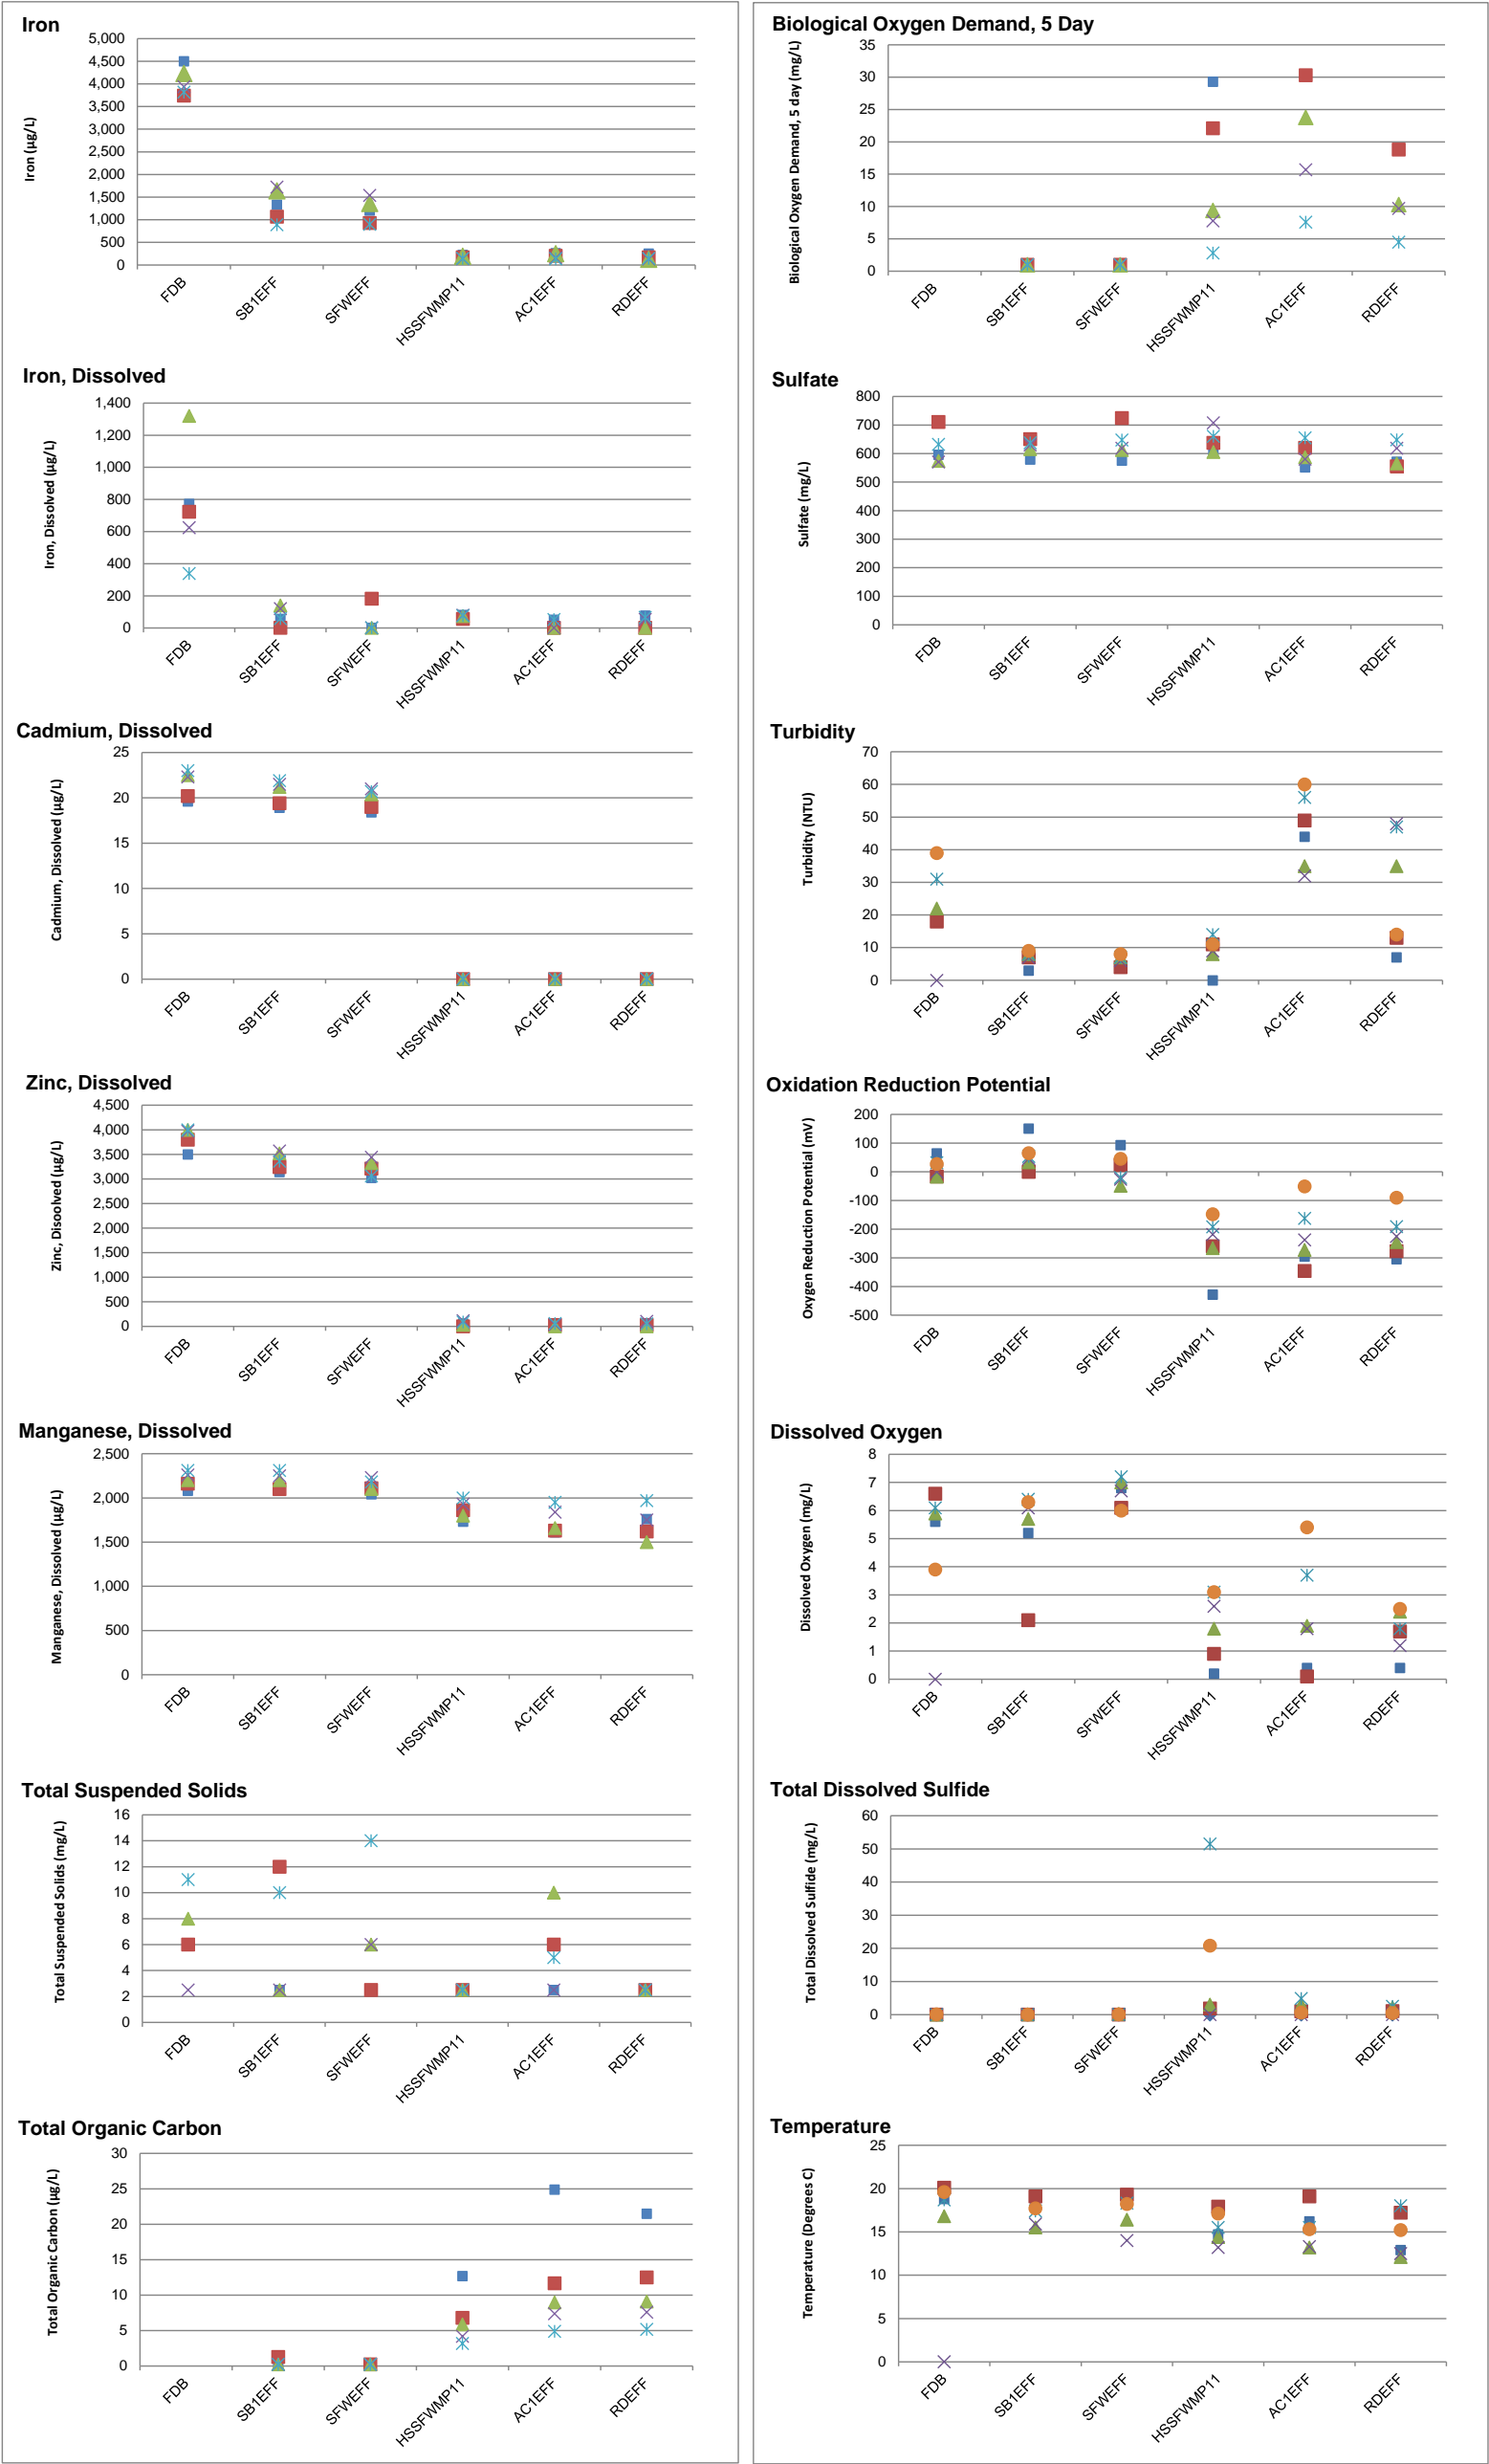 Iron
Iron (µg/L)
5,000
4,500
4,000
3,500
3,000
2,500
2,000
1,500
1,000
500
0
FDB
SB1EFF
SFWEFF
HSSFWMP11
AC1EFF
RDEFF
Iron, Dissolved
Iron, Dissolved (µg/L)
1,400
1,200
1,000
800
600
400
200
0
FDB
SB1EFF
SFWEFF
HSSFWMP11
AC1EFF
RDEFF
Cadmium, Dissolved
Cadmium, Dissolved (µg/L)
25
20
15
10
5
0
FDB
SB1EFF
SFWEFF
HSSFWMP11
AC1EFF
RDEFF
Zinc, Dissolved
Zinc, Disoolved (µg/L)
4,500
4,000
3,500
3,000
2,500
2,000
1,500
1,000
500
0
FDB
SB1EFF
SFWEFF
HSSFWMP11
AC1EFF
RDEFF
Manganese, Dissolved
Manganese, Dissolved (µg/L)
2,500
2,000
1,500
1,000
500
0
FDB
SB1EFF
SFWEFF
HSSFWMP11
AC1EFF
RDEFF
Total Suspended Solids
Total Suspended Solids (mg/L)
16
14
12
10
8
6
4
2
0
FDB
SB1EFF
SFWEFF
HSSFWMP11
AC1EFF
RDEFF
Total Organic Carbon
Total Organic Carbon (µg/L)
30
25
20
15
10
5
0
FDB
SB1EFF
SFWEFF
HSSFWMP11
AC1EFF
RDEFF
Biological Oxygen Demand, 5 Day
Biological Oxygen Demand, 5 day (mg/L)
35
30
25
20
15
10
5
0
FDB
SB1EFF
SFWEFF
HSSFWMP11
AC1EFF
RDEFF
Sulfate
Sulfate (mg/L)
800
700
600
500
400
300
200
100
0
FDB
SB1EFF
SFWEFF
HSSFWMP11
AC1EFF
RDEFF
Turbidity
Turbidity (NTU)
70
60
50
40
30
20
10
0
FDB
SB1EFF
SFWEFF
HSSFWMP11
AC1EFF
RDEFF
Oxidation Reduction Potential
Oxygen Reduction Potential (mV)
200
100
0
-100
-200
-300
-400
-500
FDB
SB1EFF
SFWEFF
HSSFWMP11
AC1EFF
RDEFF
Dissolved Oxygen
Dissolved Oxygen (mg/L)
8
7
6
5
4
3
2
1
0
FDB
SB1EFF
SFWEFF
HSSFWMP11
AC1EFF
RDEFF
Total Dissolved Sulfide
Total Dissolved Sulfide (mg/L)
60
50
40
30
20
10
0
FDB
SB1EFF
SFWEFF
HSSFWMP11
AC1EFF
RDEFF
Temperature
Temperature (Degrees C)
25
20
15
10
5
0
FDB
SB1EFF
SFWEFF
HSSFWMP11
AC1EFF
RDEFF